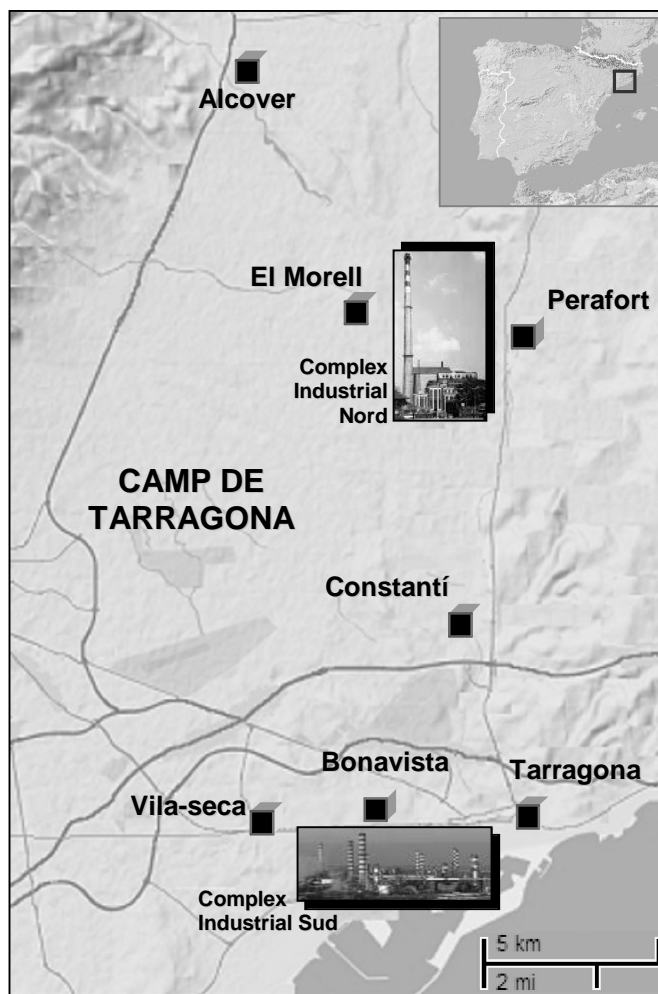 Alcover
El Morell
Perafort
Complex
Industrial
Nord
CAMP DE
TARRAGONA
Constantí
Bonavista
Tarragona
Vila-seca
Complex
Industrial Sud
5 km
2 mi